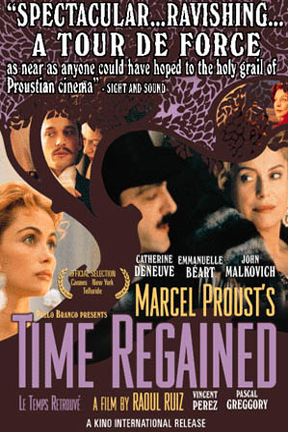 “SPECTACULAR...RAVISHING...
A TOUR DE FORCE
as near as anyone could have hoped to the holy grail of
Proustian cinema” - SIGHT AND SOUND
CATHERINE DENEUVE
EMMANUELLE BÉART
JOHN MALKOVICH
OFFICIAL SELECTION
Cannes New York
Telluride
PAULO BRANCO PRESENTS
MARCEL PROUST'S
TIME REGAINED
LE TEMPS RETROUVÉ
A FILM BY RAOUL RUIZ
VINCENT PEREZ
PASCAL GREGGORY
A KINO INTERNATIONAL RELEASE